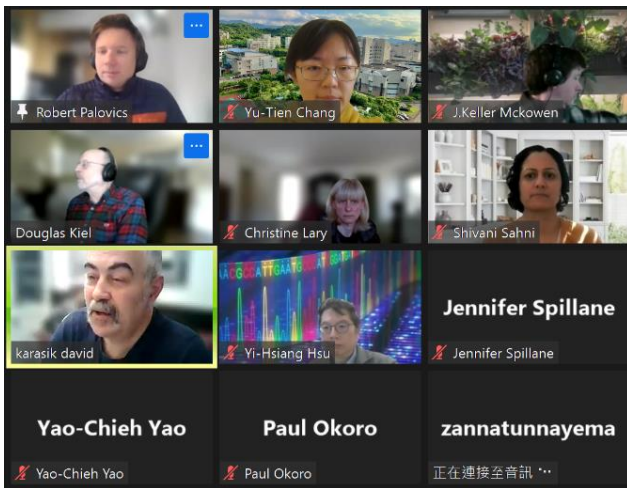 Robert Palovics
Yu-Tien Chang
J.Keller Mckowen
Douglas Kiel
Christine Lary
Shivani Sahni
karasik david
Yi-Hsiang Hsu
Jennifer Spillane
Jennifer Spillane
Yao-Chieh Yao
Yao-Chieh Yao
Paul Okoro
Paul Okoro
zannatunnayema
正在連接至音訊 ···